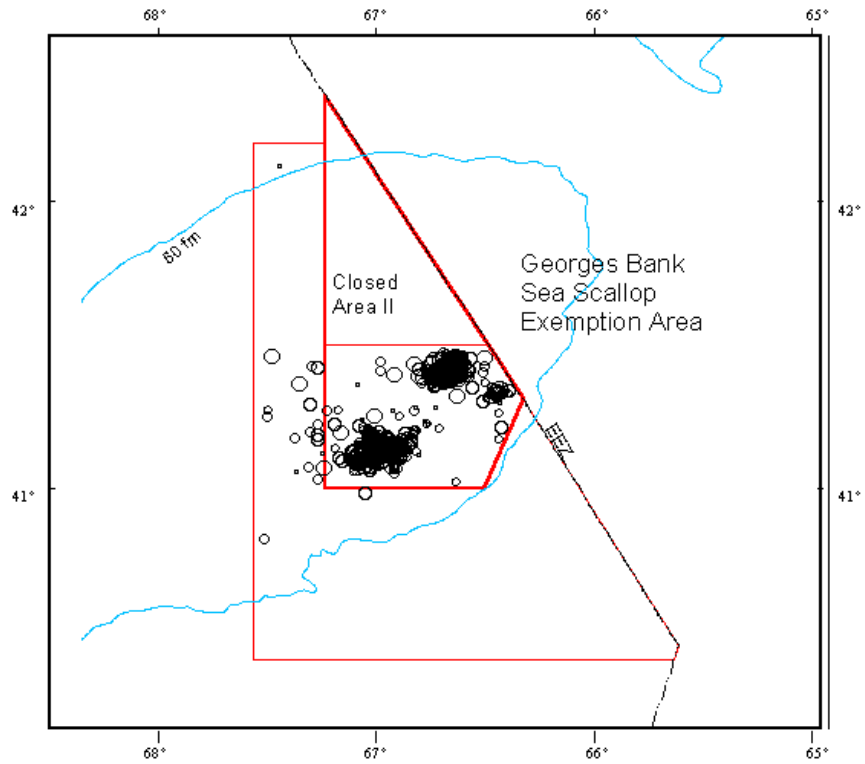 68° 67° 66° 65°
42° 42°
60 fm
Georges Bank
Sea Scallop
Exemption Area
Closed
Area II
EEZ
41° 41°
68° 67° 66° 65°